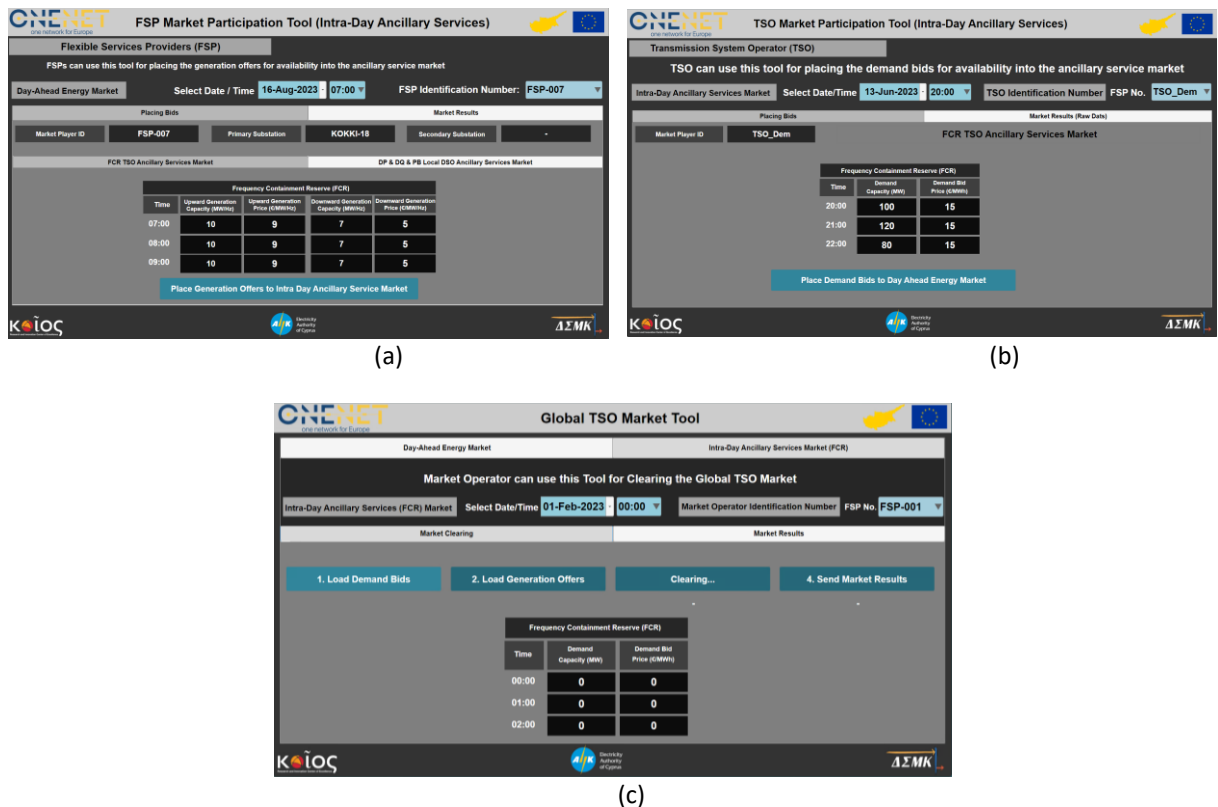 ONENET
one network for Europe
FSP Market Participation Tool (Intra-Day Ancillary Services)
Flexible Services Providers (FSP)
FSPs can use this tool for placing the generation offers for availability into the ancillary service market
Day-Ahead Energy Market Select Date / Time 16-Aug-2023 - 07:00 FSP Identification Number: FSP-007
Placing Bids Market Results
Market Player ID FSP-007 Primary Substation KOKKI-18 Secondary Substation -
FCR TSO Ancillary Services Market DP & DQ & PB Local DSO Ancillary Services Market
Frequency Containment Reserve (FCR)
Time Upward Generation Capacity (MW/Hz) Upward Generation Price (€/MW/Hz) Downward Generation Capacity (MW/Hz) Downward Generation Price (€/MW/Hz)
07:00 10 9 7 5
08:00 10 9 7 5
09:00 10 9 7 5
Place Generation Offers to Intra Day Ancillary Service Market
κοῖος
Electricity
Authority
of Cyprus
ΔΣΜΚ
(a)
ONENET
one network for Europe
TSO Market Participation Tool (Intra-Day Ancillary Services)
Transmission System Operator (TSO)
TSO can use this tool for placing the demand bids for availability into the ancillary service market
Intra-Day Ancillary Services Market Select Date/Time 13-Jun-2023 - 20:00 TSO Identification Number FSP No. TSO_Dem
Placing Bids Market Results (Raw Data)
Market Player ID TSO_Dem FCR TSO Ancillary Services Market
Frequency Containment Reserve (FCR)
Time Demand Capacity (MW) Demand Bid Price (€/MWh)
20:00 100 15
21:00 120 15
22:00 80 15
Place Demand Bids to Day Ahead Energy Market
κοῖος
Electricity
Authority
of Cyprus
ΔΣΜΚ
(b)
ONENET
one network for Europe
Global TSO Market Tool
Day-Ahead Energy Market Intra-Day Ancillary Services Market (FCR)
Market Operator can use this Tool for Clearing the Global TSO Market
Intra-Day Ancillary Services (FCR) Market Select Date/Time 01-Feb-2023 - 00:00 Market Operator Identification Number FSP No. FSP-001
Market Clearing Market Results
1. Load Demand Bids 2. Load Generation Offers Clearing... 4. Send Market Results
- -
Frequency Containment Reserve (FCR)
Time Demand Capacity (MW) Demand Bid Price (€/MWh)
00:00 0 0
01:00 0 0
02:00 0 0
κοῖος
Electricity
Authority
of Cyprus
ΔΣΜΚ
(c)